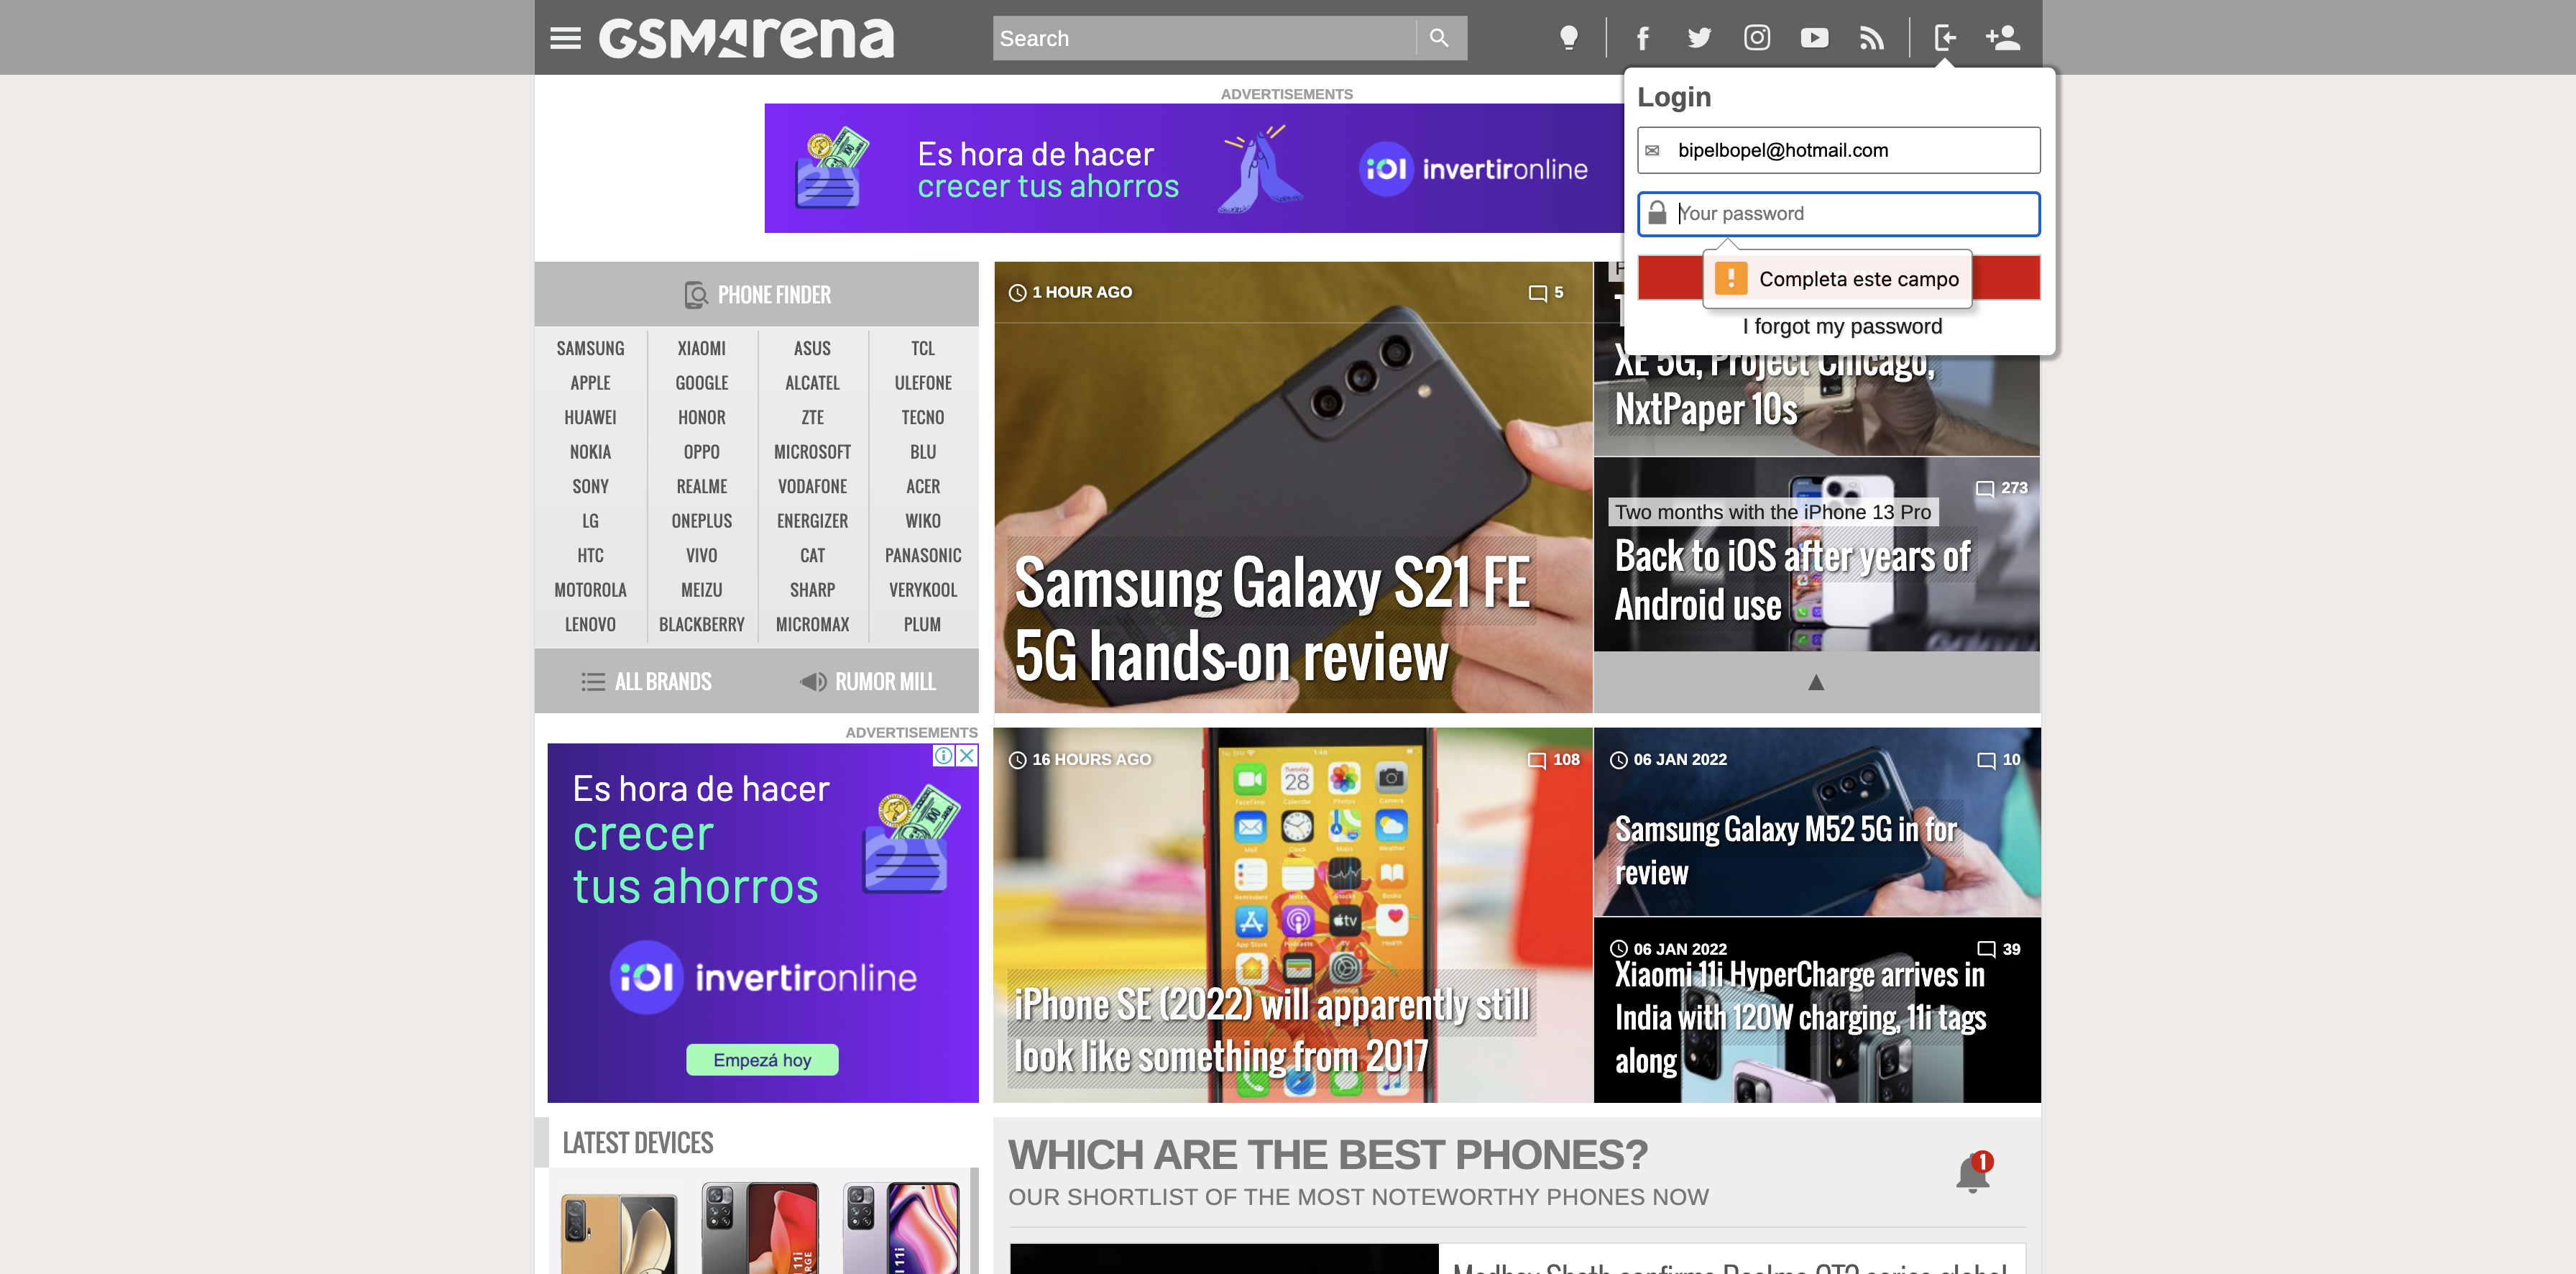 GSMArena
Search
Login
bipelbopel@hotmail.com
Your password
Completa este campo
I forgot my password
ADVERTISEMENTS
Es hora de hacer
crecer tus ahorros
iOl invertironline
PHONE FINDER
SAMSUNG XIAOMI ASUS TCL
APPLE GOOGLE ALCATEL ULEFONE
HUAWEI HONOR ZTE TECNO
NOKIA OPPO MICROSOFT BLU
SONY REALME VODAFONE ACER
LG ONEPLUS ENERGIZER WIKO
HTC VIVO CAT PANASONIC
MOTOROLA MEIZU SHARP VERYKOOL
LENOVO BLACKBERRY MICROMAX PLUM
ALL BRANDS RUMOR MILL
1 HOUR AGO 5
Samsung Galaxy S21 FE
5G hands-on review
XE 5G, Project Chicago,
NxtPaper 10s
273
Two months with the iPhone 13 Pro
Back to iOS after years of
Android use
ADVERTISEMENTS
Es hora de hacer
crecer
tus ahorros
iOl invertironline
Empezá hoy
16 HOURS AGO 108
iPhone SE (2022) will apparently still
look like something from 2017
06 JAN 2022 10
Samsung Galaxy M52 5G in for
review
06 JAN 2022 39
Xiaomi 11i HyperCharge arrives in
India with 120W charging, 11i tags
along
LATEST DEVICES
WHICH ARE THE BEST PHONES?
1
OUR SHORTLIST OF THE MOST NOTEWORTHY PHONES NOW
Madhav Sheth confirms Realme GT2 series global